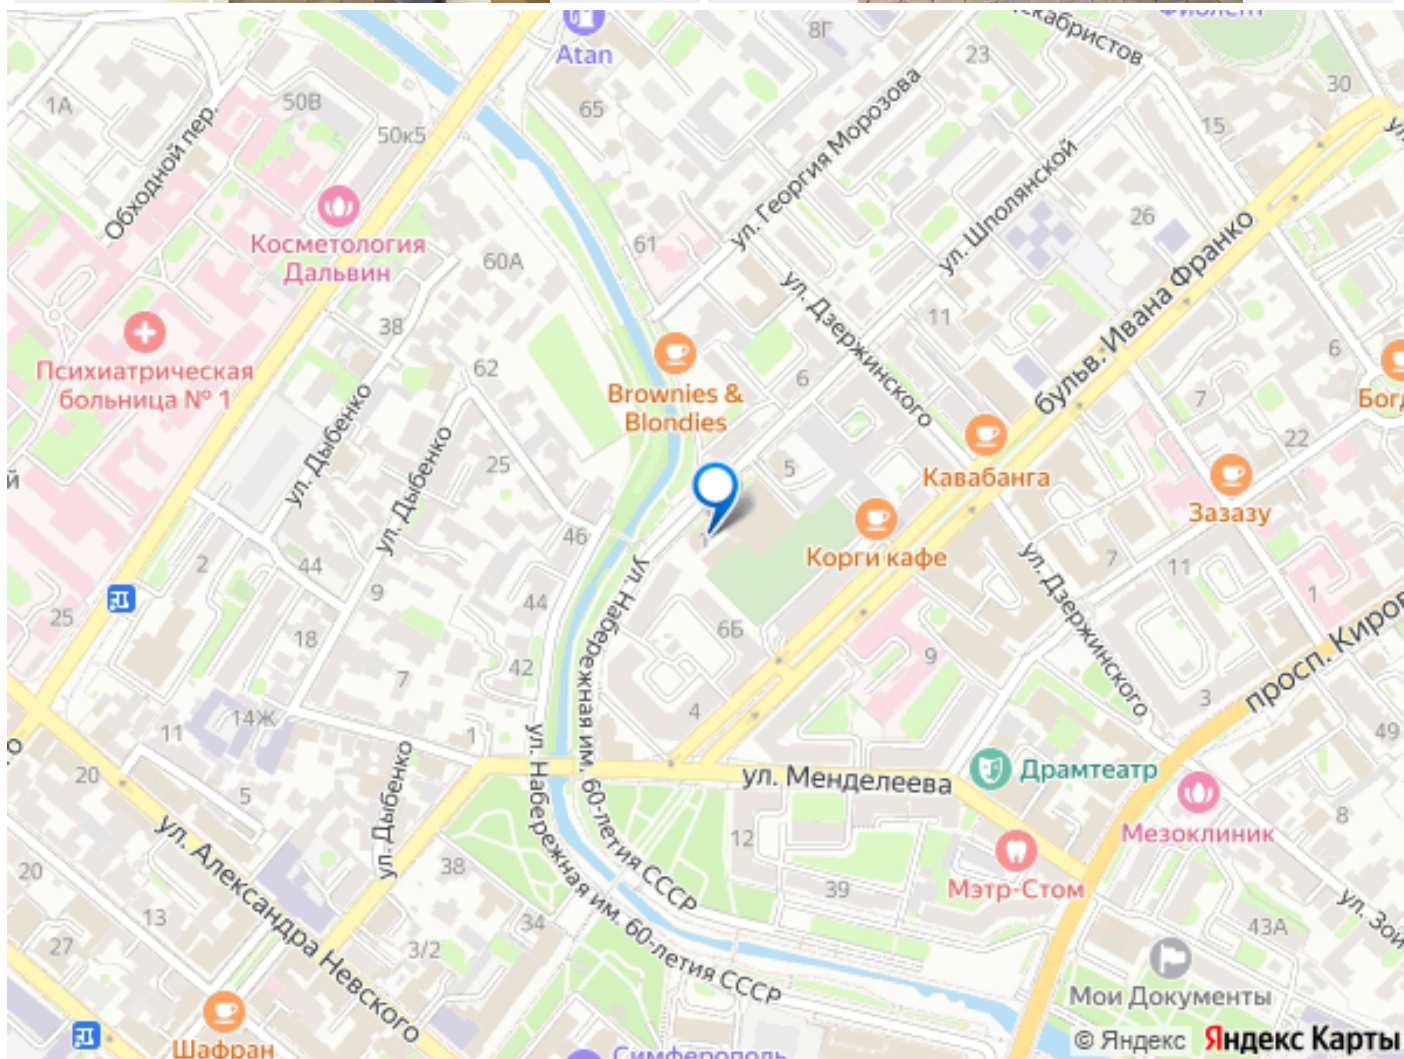 Atan
8Г
23
30
15
1А
50В
50к5
65
Обходной пер.
ул. Георгия Морозова
ул. Шполянской
26
бульв. Ивана Франко
Косметология
Дальвин
60А
61
38
ул. Дзержинского
11
6
6
7
Психиатрическая
больница № 1
62
Brownies &
Blondies
22
ул. Дыбенко
ул. Дыбенко
25
5
Кавабанга
Зазазу
46
Корги кафе
ул. Набережная им. 60-летия СССР
ул. Дзержинского
7
11
2
44
9
44
25
18
42
6Б
9
1
просп. Киров
7
4
3
14Ж
11
1
49
20
5
ул. Дыбенко
ул. Набережная им. 60-летия СССР
ул. Менделеева
Драмтеатр
Мезоклиник
8
12
ул. Александра Невского
38
39
Мэтр-Стом
20
13
34
43А
27
3/2
Мои Документы
Шафран
Симферополь
© Яндекс Яндекс Карты